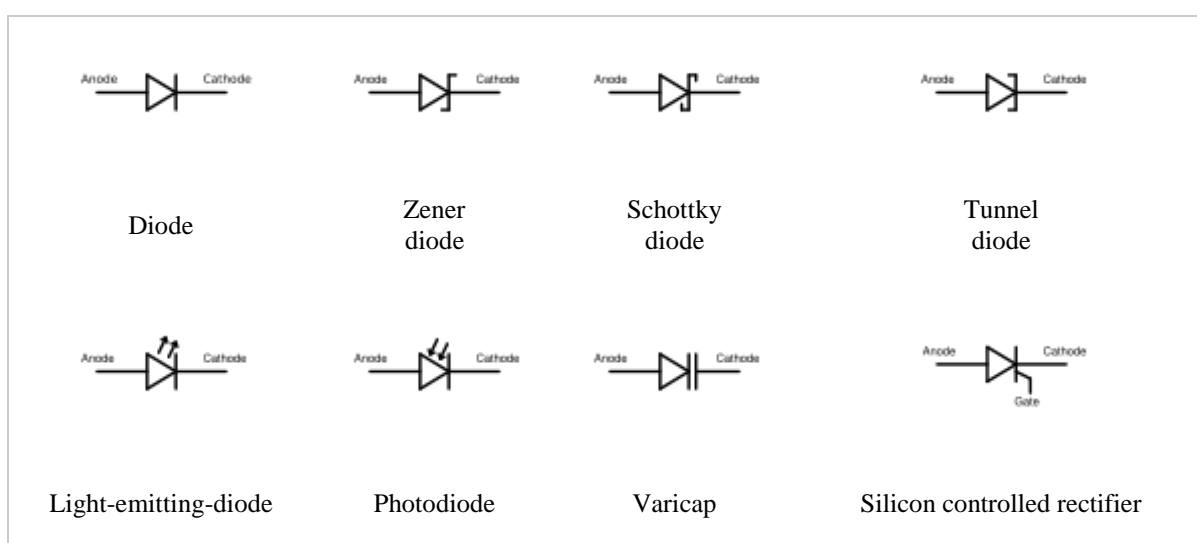 Anode Cathode Anode Cathode Anode Cathode Anode Cathode
Diode
Zener
diode
Schottky
diode
Tunnel
diode
Anode Cathode Anode Cathode Anode Cathode Anode Cathode
Gate
Light-emitting-diode Photodiode Varicap Silicon controlled rectifier